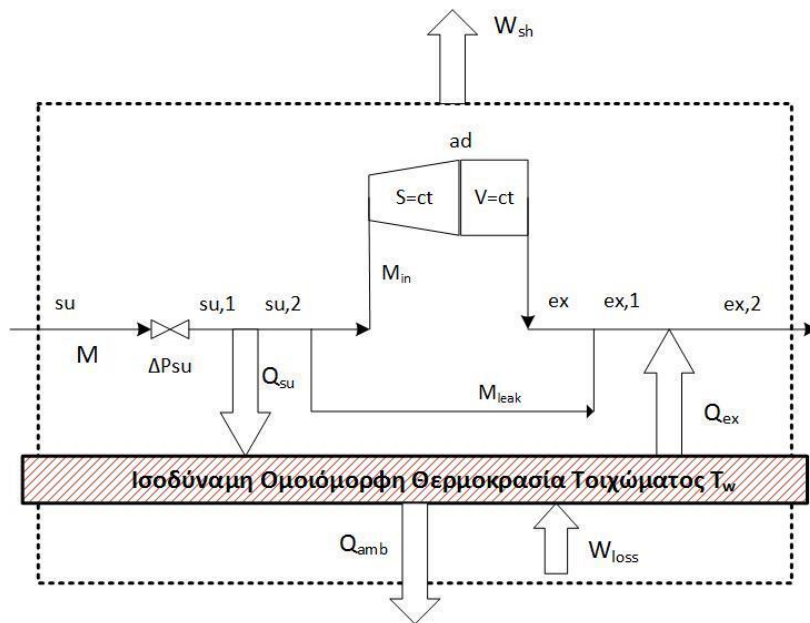 W_sh
ad
S=ct V=ct
M_in
su su,1 su,2 ex ex,1 ex,2
M ΔPsu
Q_su
M_leak
Q_ex
Ισοδύναμη Ομοιόμορφη Θερμοκρασία Τοιχώματος T_w
Q_amb W_loss